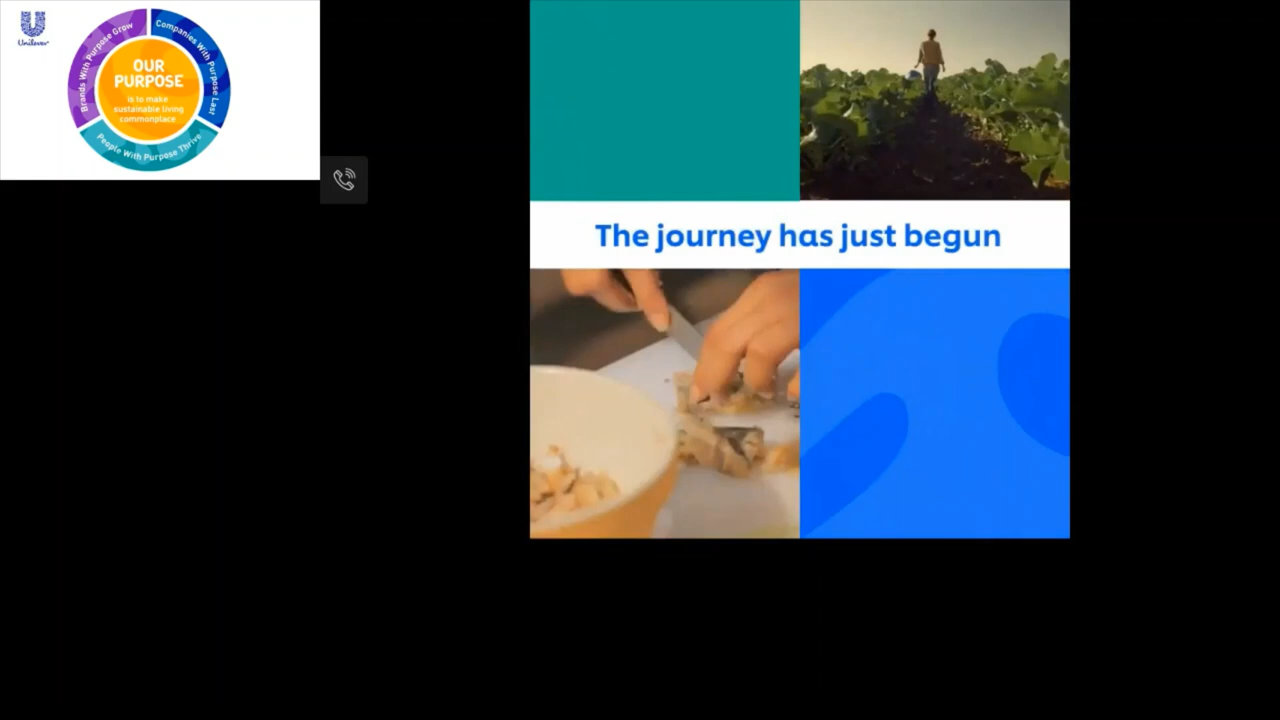 Unilever
Brands With Purpose Grow
Companies With Purpose Last
OUR
PURPOSE
is to make
sustainable living
commonplace
People With Purpose Thrive
The journey has just begun